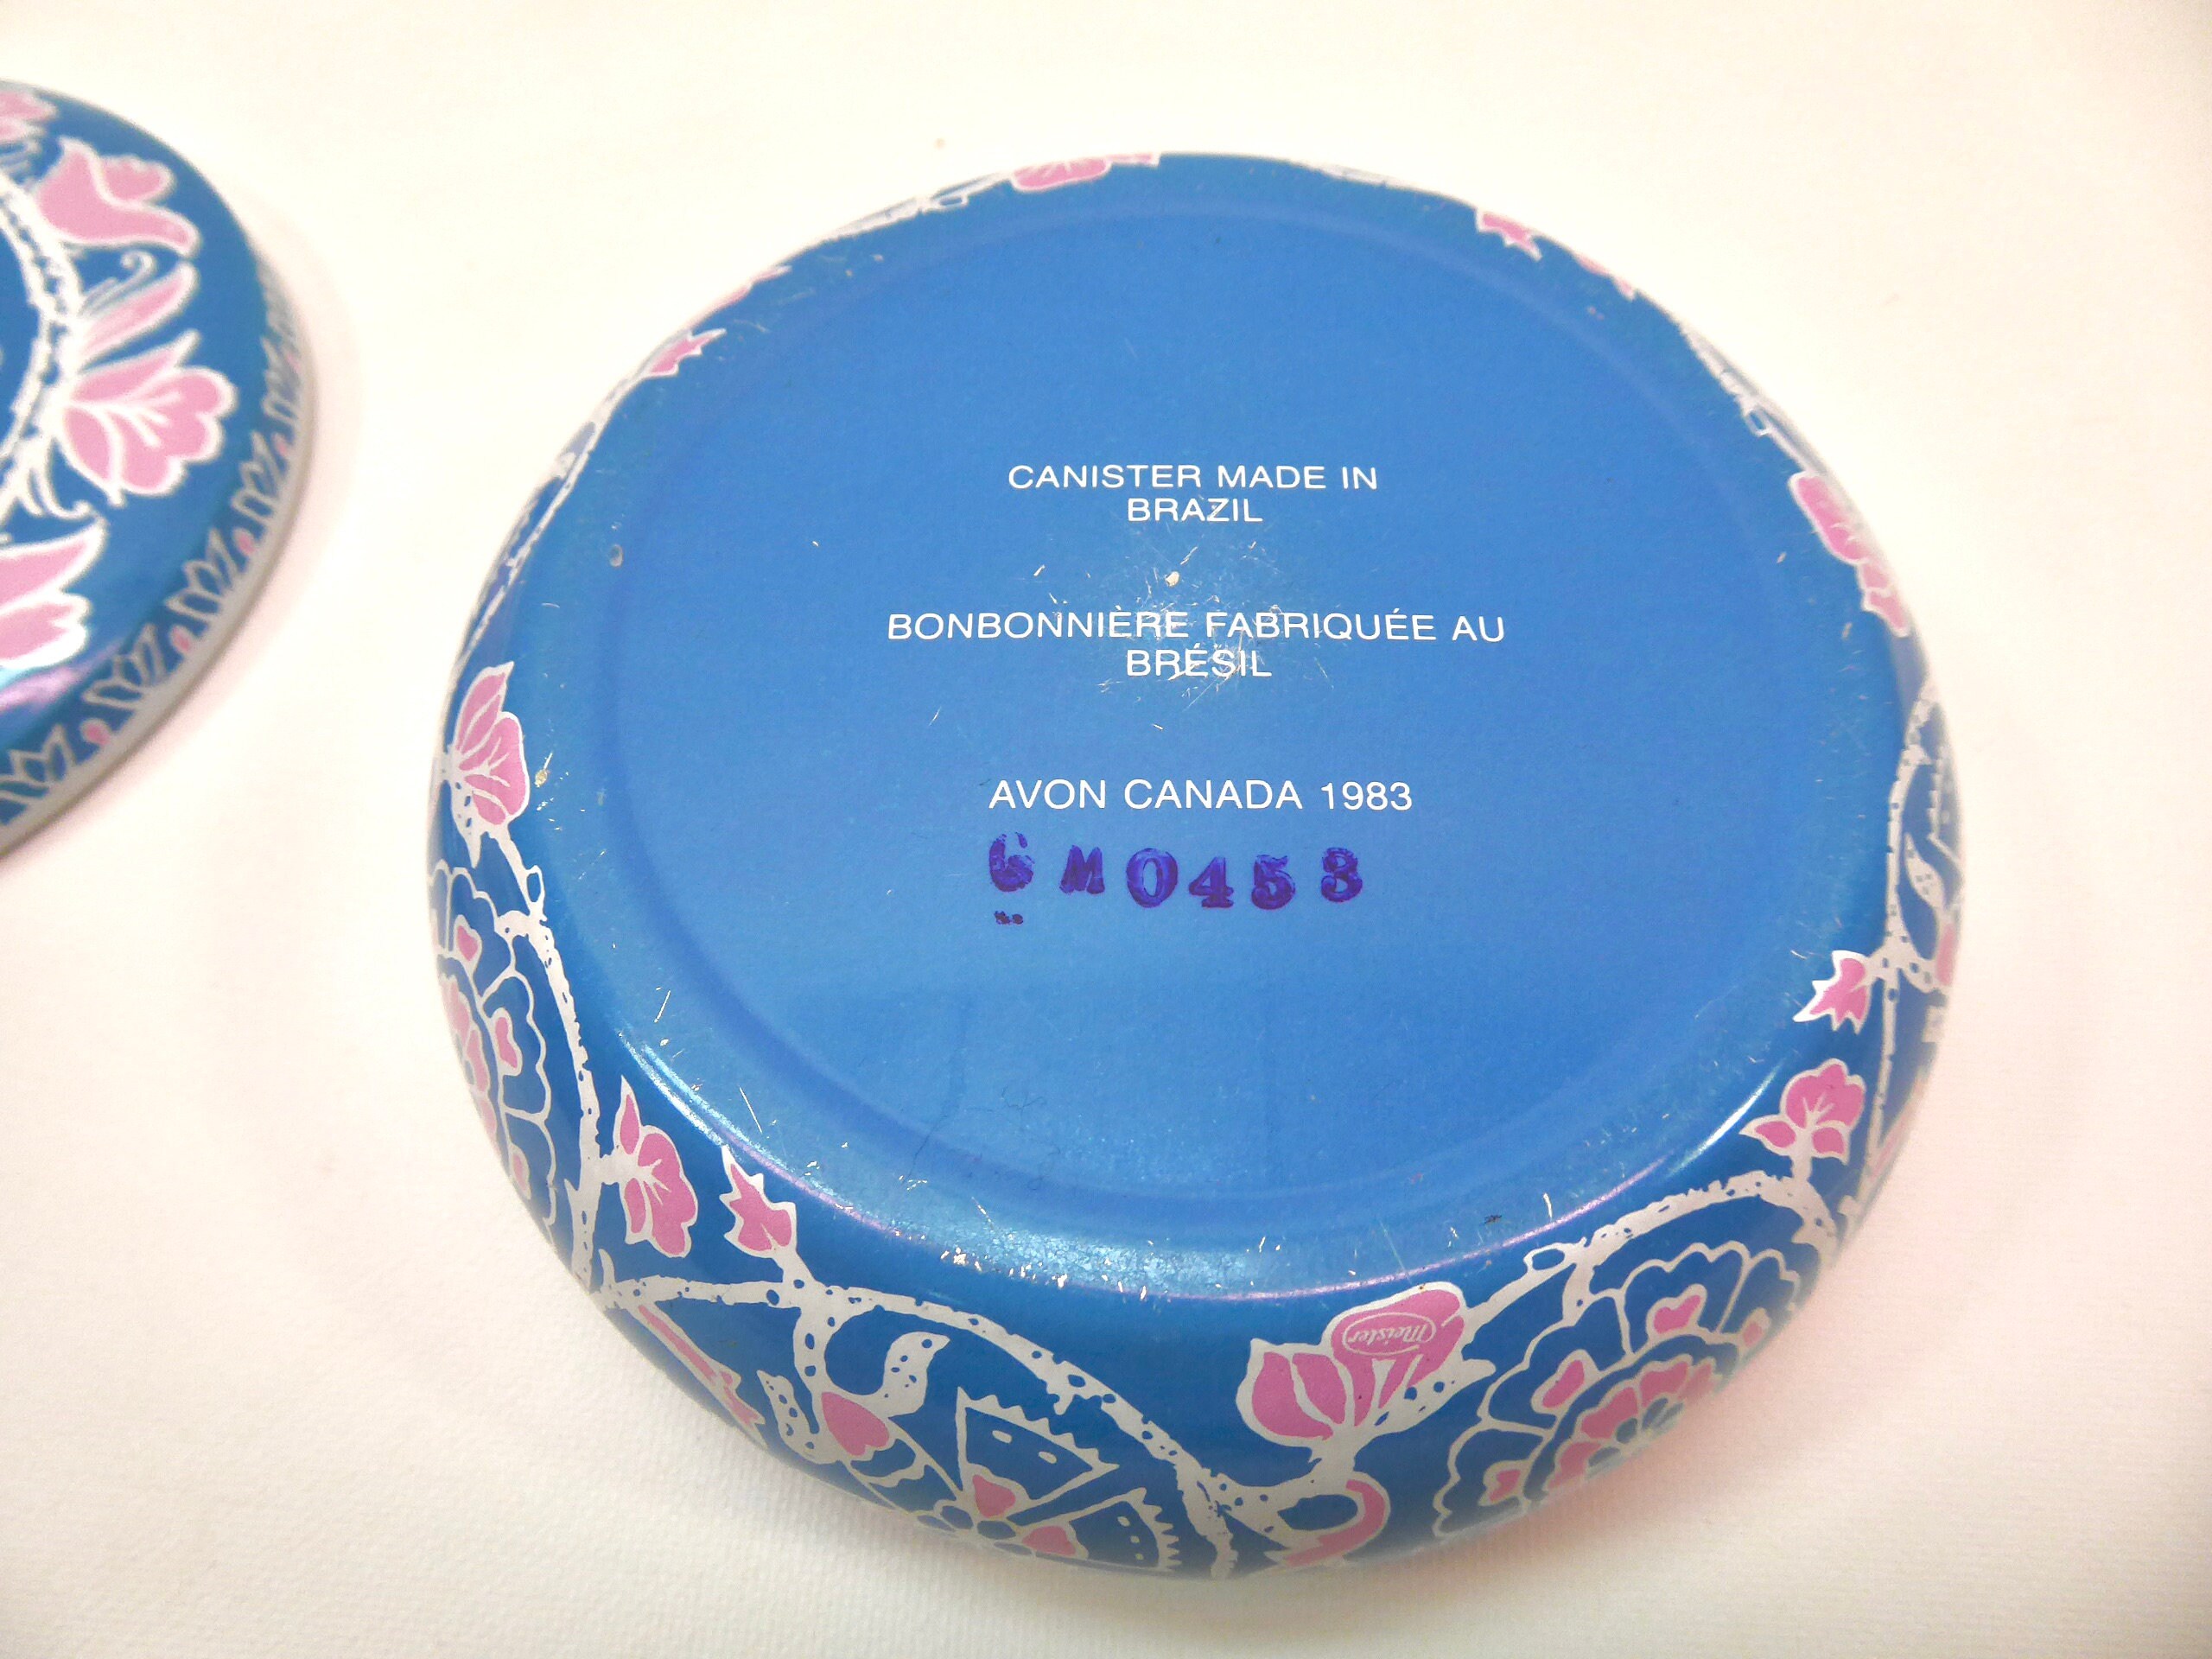 CANISTER MADE IN
BRAZIL
BONBONNIÈRE FABRIQUÉE AU
BRÉSIL
AVON CANADA 1983
GM0453
Meister